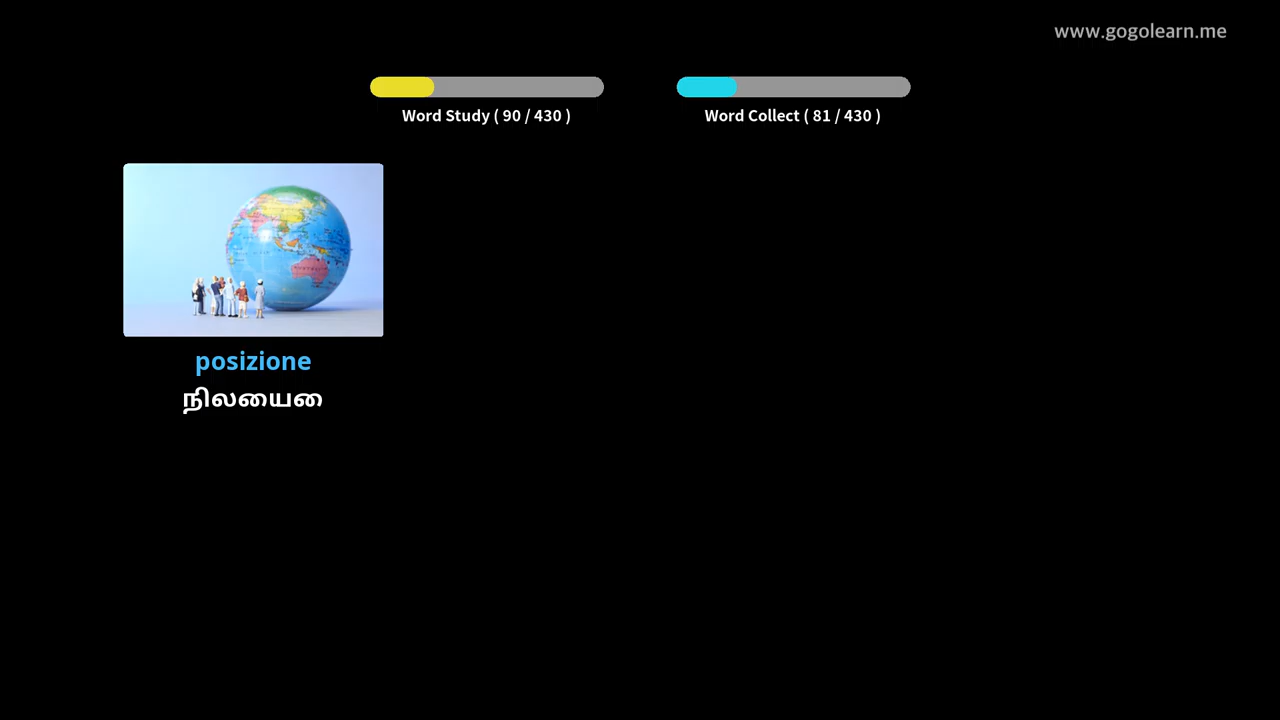 www.gogolearn.me
Word Study ( 90 / 430 )
Word Collect ( 81 / 430 )
posizione
நிலையை